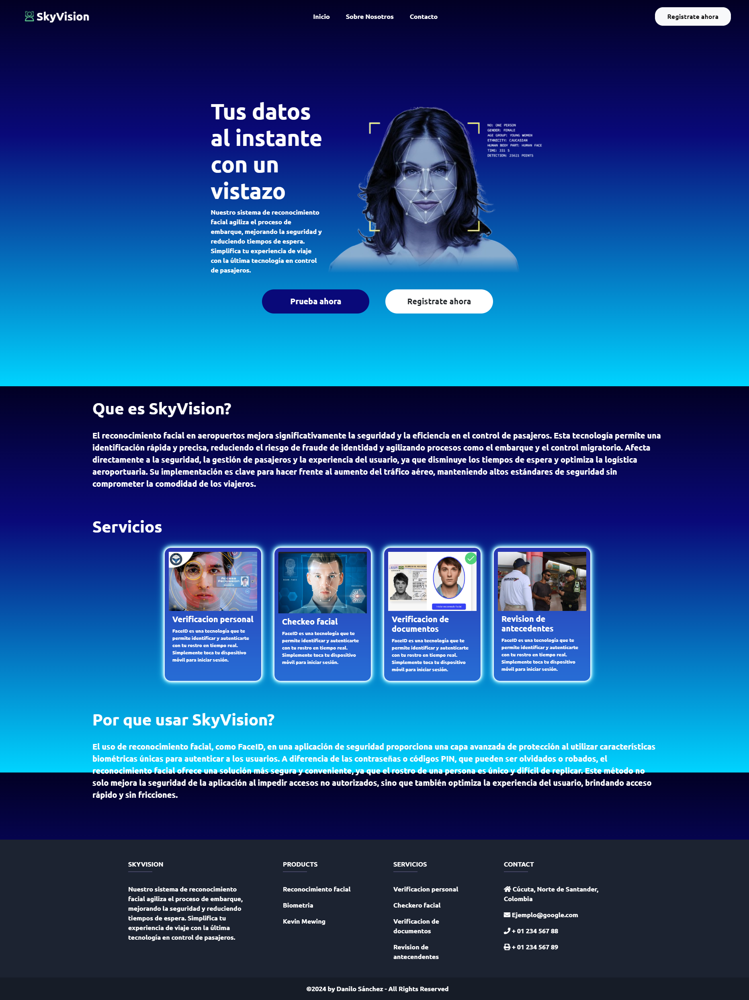 SkyVision
Inicio
Sobre Nosotros
Contacto
Registrate ahora
Tus datos
al instante
con un
vistazo
Nuestro sistema de reconocimiento
facial agiliza el proceso de
embarque, mejorando la seguridad y
reduciendo tiempos de espera.
Simplifica tu experiencia de viaje
con la última tecnología en control
de pasajeros.
NO: ONE PERSON
GENDER: FEMALE
AGE GROUP: YOUNG WOMEN
ETHNICITY: CAUCASIAN
HUMAN BODY PART: HUMAN FACE
TIME: 331 S
DETECTION: 25621 POINTS
Prueba ahora
Registrate ahora
Que es SkyVision?
El reconocimiento facial en aeropuertos mejora significativamente la seguridad y la eficiencia en el control de pasajeros. Esta tecnología permite una
identificación rápida y precisa, reduciendo el riesgo de fraude de identidad y agilizando procesos como el embarque y el control migratorio. Afecta
directamente a la seguridad, la gestión de pasajeros y la experiencia del usuario, ya que disminuye los tiempos de espera y optimiza la logística
aeroportuaria. Su implementación es clave para hacer frente al aumento del tráfico aéreo, manteniendo altos estándares de seguridad sin
comprometer la comodidad de los viajeros.
Servicios
Access
Permission
Verificacion personal
FaceID es una tecnología que te
permite identificar y autenticarte
con tu rostro en tiempo real.
Simplemente toca tu dispositivo
móvil para iniciar sesión.
SCAN FACE
PROCESSING
Checkeo facial
FaceID es una tecnología que te
permite identificar y autenticarte
con tu rostro en tiempo real.
Simplemente toca tu dispositivo
móvil para iniciar sesión.
ESP
PERMISO DE RESIDENCIA
Iniciar escaneado facial
Verificacion de
documentos
FaceID es una tecnología que te
permite identificar y autenticarte
con tu rostro en tiempo real.
Simplemente toca tu dispositivo
móvil para iniciar sesión.
MIGRACIÓN
Revision de
antecedentes
FaceID es una tecnología que te
permite identificar y autenticarte
con tu rostro en tiempo real.
Simplemente toca tu dispositivo
móvil para iniciar sesión.
Por que usar SkyVision?
El uso de reconocimiento facial, como FaceID, en una aplicación de seguridad proporciona una capa avanzada de protección al utilizar características
biométricas únicas para autenticar a los usuarios. A diferencia de las contraseñas o códigos PIN, que pueden ser olvidados o robados, el
reconocimiento facial ofrece una solución más segura y conveniente, ya que el rostro de una persona es único y difícil de replicar. Este método no
solo mejora la seguridad de la aplicación al impedir accesos no autorizados, sino que también optimiza la experiencia del usuario, brindando acceso
rápido y sin fricciones.
SKYVISION
Nuestro sistema de reconocimiento
facial agiliza el proceso de embarque,
mejorando la seguridad y reduciendo
tiempos de espera. Simplifica tu
experiencia de viaje con la última
tecnología en control de pasajeros.
PRODUCTS
Reconocimiento facial
Biometria
Kevin Mewing
SERVICIOS
Verificacion personal
Checkero facial
Verificacion de
documentos
Revision de
antecendentes
CONTACT
Cúcuta, Norte de Santander,
Colombia
Ejemplo@google.com
+ 01 234 567 88
+ 01 234 567 89
©2024 by Danilo Sánchez - All Rights Reserved